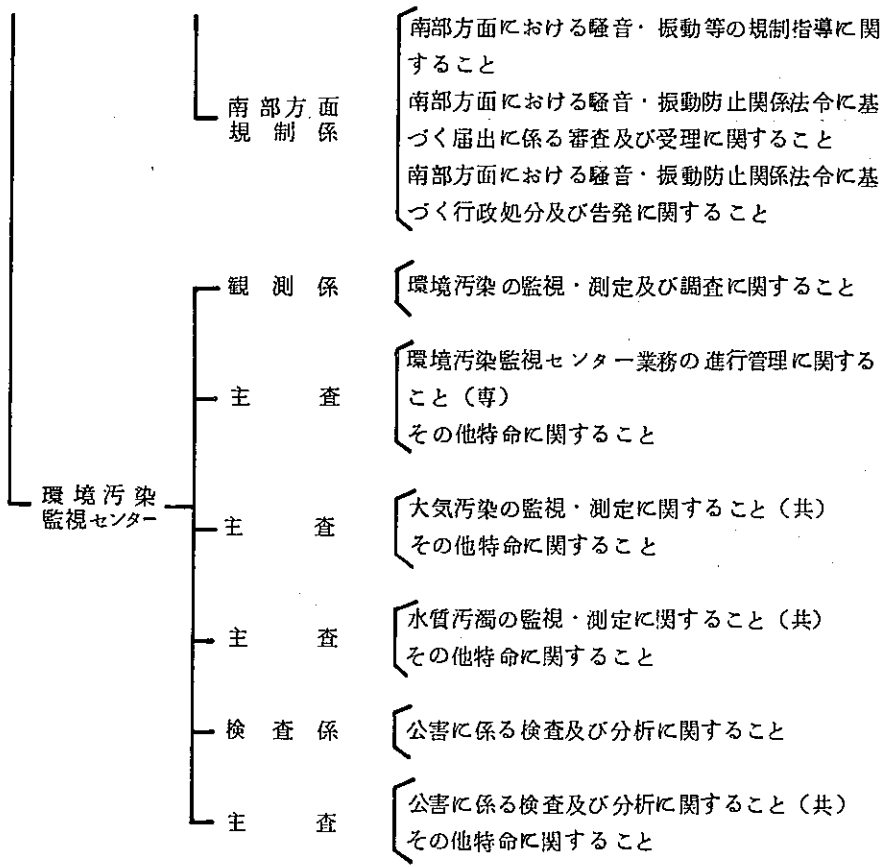 南部方面における騒音・振動等の規制指導に関
すること
南部方面
規制係
南部方面における騒音・振動防止関係法令に基
づく届出に係る審査及び受理に関すること
南部方面における騒音・振動防止関係法令に基
づく行政処分及び告発に関すること
観測係
環境汚染の監視・測定及び調査に関すること
主査
環境汚染監視センター業務の進行管理に関する
こと（専）
その他特命に関すること
環境汚染
監視センター
主査
大気汚染の監視・測定に関すること（共）
その他特命に関すること
主査
水質汚濁の監視・測定に関すること（共）
その他特命に関すること
検査係
公害に係る検査及び分析に関すること
主査
公害に係る検査及び分析に関すること（共）
その他特命に関すること